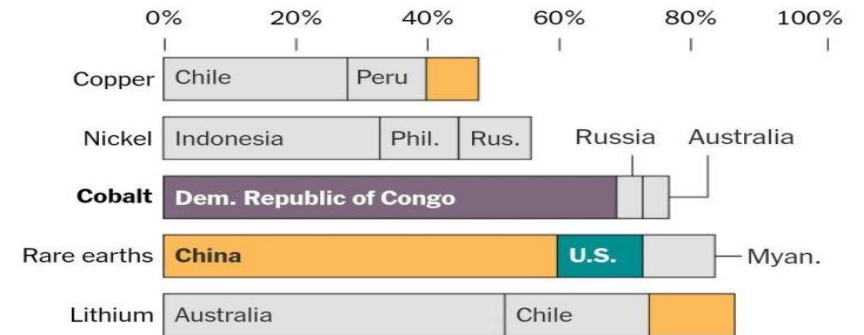 0% 20% 40% 60% 80% 100%
Copper Chile Peru
Nickel Indonesia Phil. Rus. Russia Australia
Cobalt Dem. Republic of Congo
Rare earths China U.S. Myan.
Lithium Australia Chile